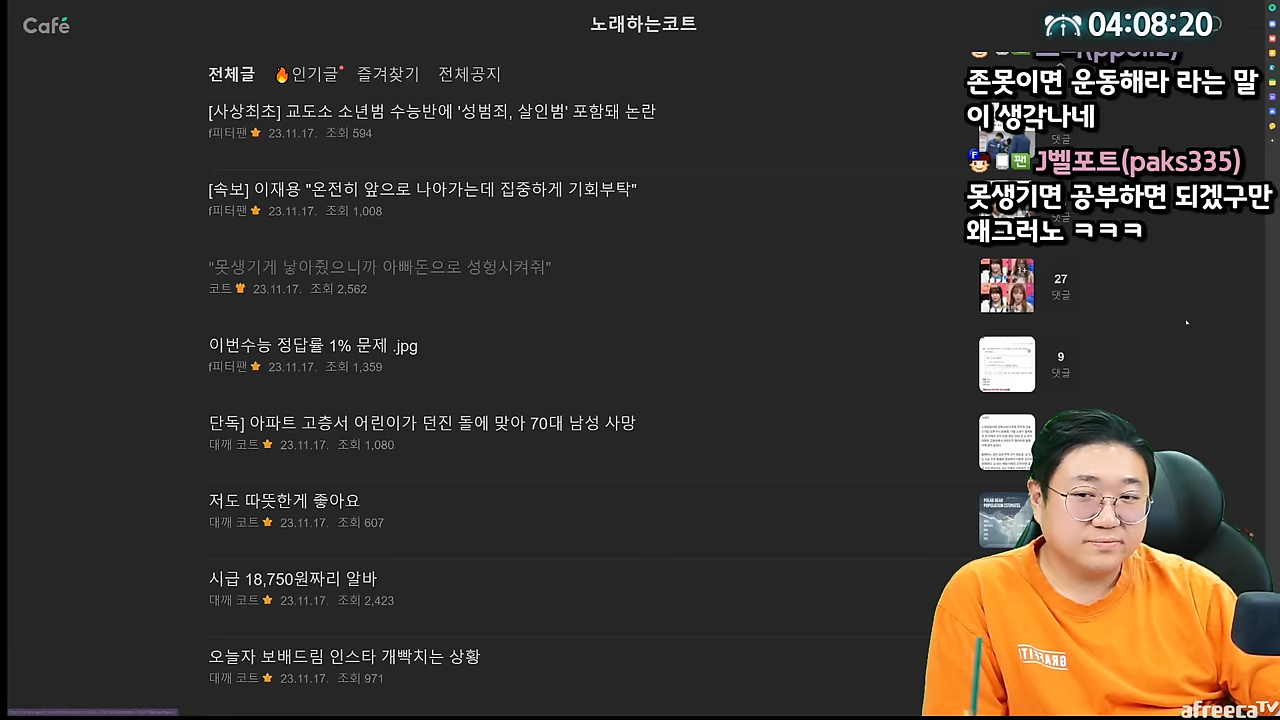 Café
노래하는코트
04:08:20
전체글 🔥인기글 즐겨찾기 전체공지
존못이면 운동해라 라는 말
이 생각나네
J벨포트(paks335)
못생기면 공부하면 되겠구만
왜그러노 ㅋㅋㅋ
[사상최초] 교도소 소년범 수능반에 '성범죄, 살인범' 포함돼 논란
f피터팬 23.11.17. 조회 594
댓글
[속보] 이재용 "온전히 앞으로 나아가는데 집중하게 기회부탁"
f피터팬 23.11.17. 조회 1,008
댓글
"못생기게 낳아줬으니까 아빠돈으로 성형시켜줘"
코트 23.11.17. 조회 2,562
27
댓글
이번수능 정답률 1% 문제 .jpg
f피터팬 23.11.17. 조회
9
댓글
단독] 아파트 고층서 어린이가 던진 돌에 맞아 70대 남성 사망
대깨 코트 23.11.17. 조회 1,080
저도 따뜻한게 좋아요
대깨 코트 23.11.17. 조회 607
POLAR BEAR
POPULATION ESTIMATES
시급 18,750원짜리 알바
대깨 코트 23.11.17. 조회 2,423
오늘자 보배드림 인스타 개빡치는 상황
대깨 코트 23.11.17. 조회
GRAFFITI
afreecaTV